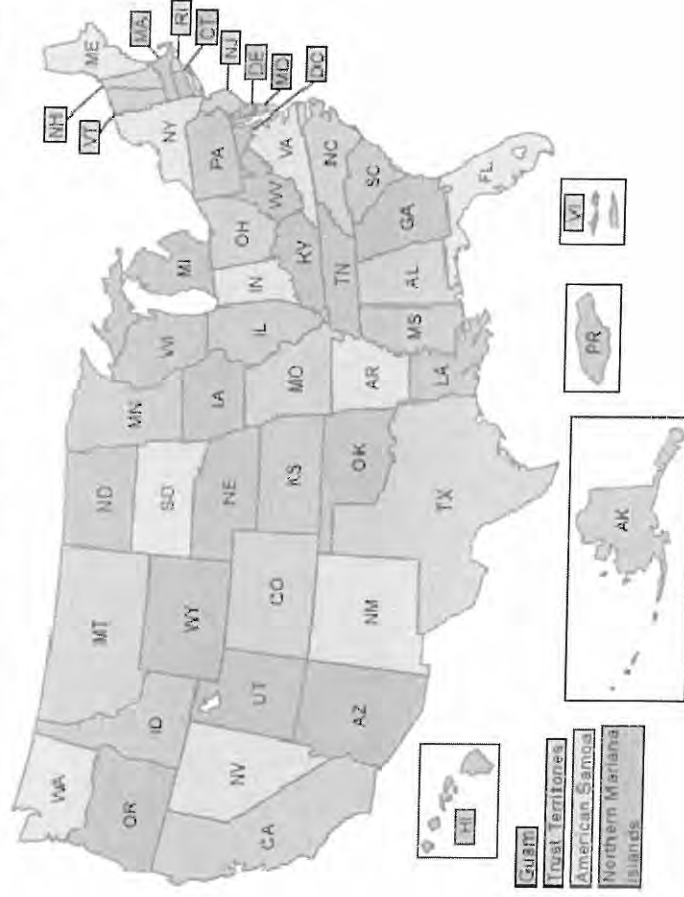 WA
OR
CA
NV
ID
MT
WY
UT
AZ
CO
NM
ND
SD
NE
KS
OK
TX
MN
LA
MO
AR
LA
WI
IL
MS
MI
IN
OH
KY
TN
AL
GA
SC
NC
VA
WV
PA
NY
ME
NH
VT
MA
RI
CT
NJ
DE
MD
DC
FL
HI
AK
PR
VI
Guam
Trust Territories
American Samoa
Northern Mariana
Islands